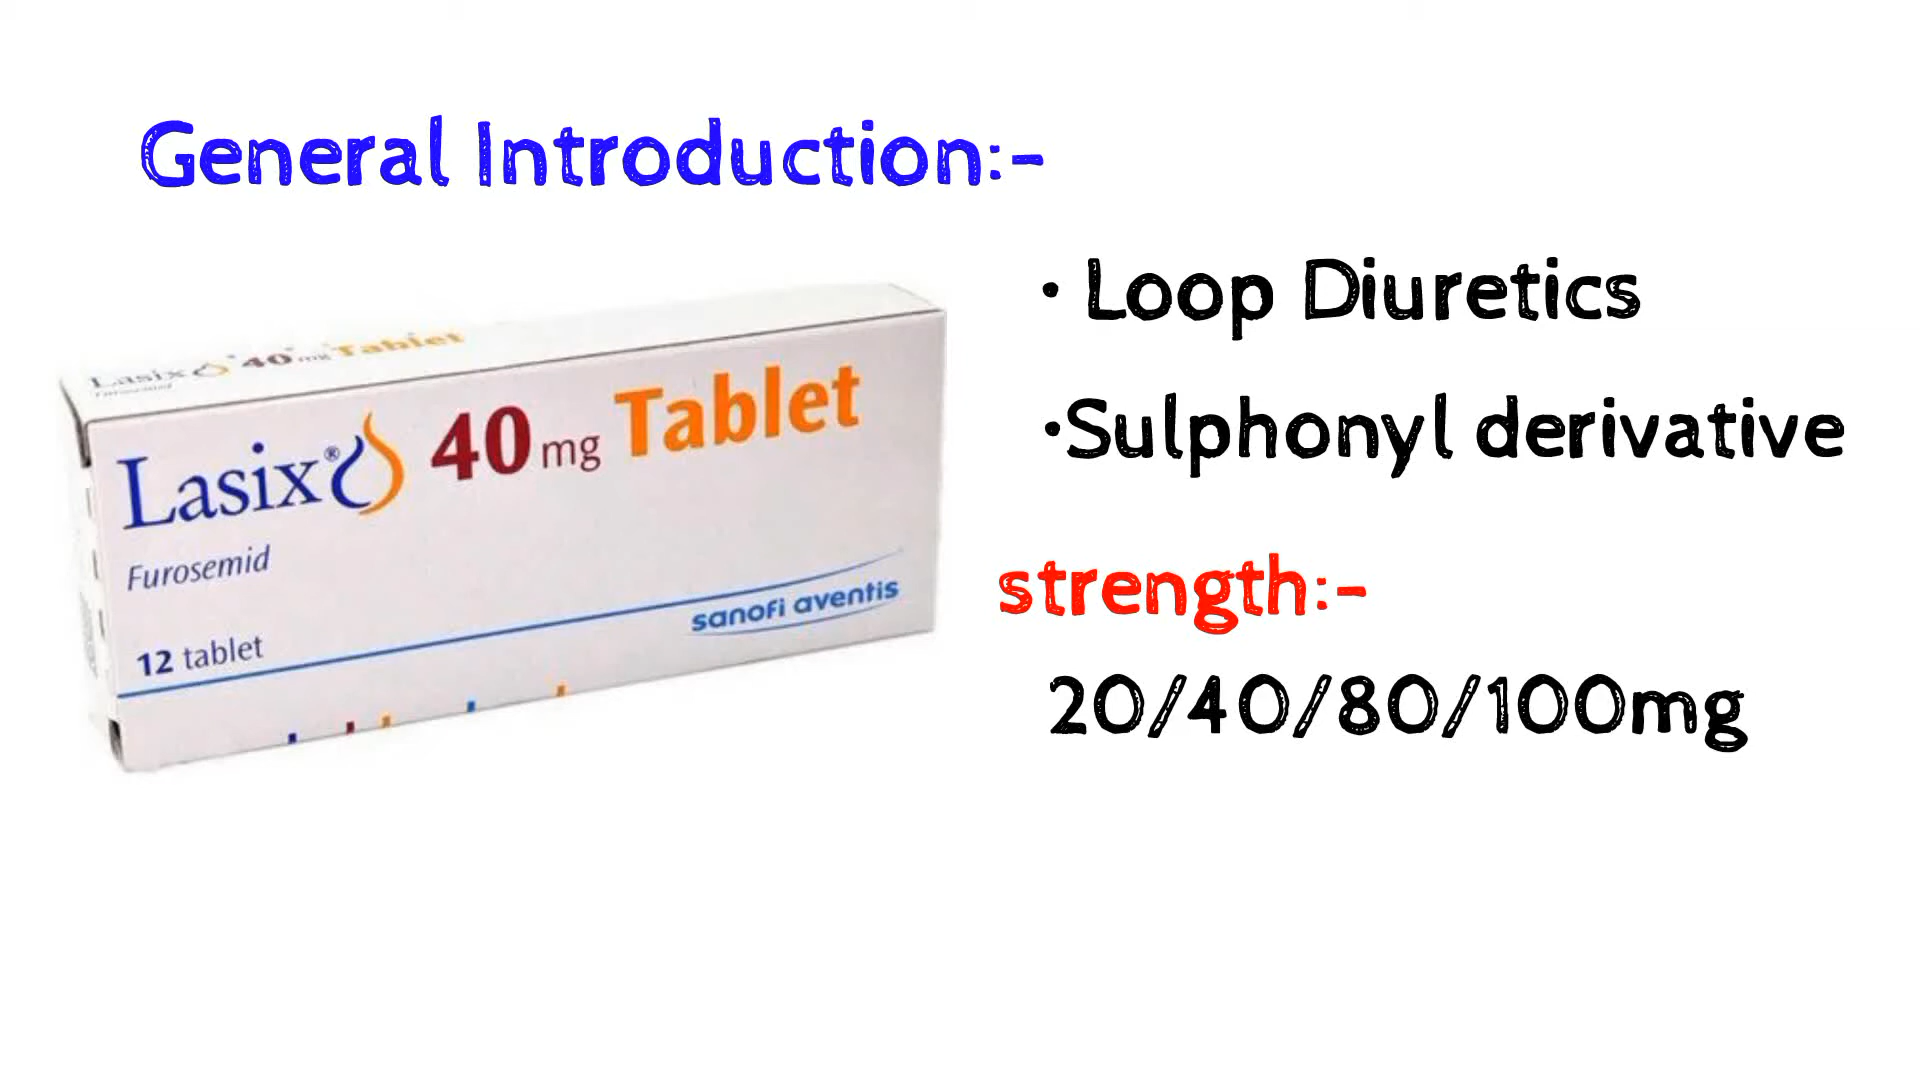 General Introduction:-
• Loop Diuretics
•Sulphonyl derivative
strength:-
20/40/80/100mg
Lasix 40 mg Tablet
Lasix® 40 mg Tablet
Furosemid
12 tablet
sanofi aventis